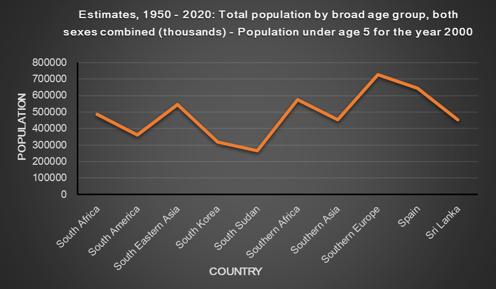 Estimates, 1950 - 2020: Total population by broad age group, both
sexes combined (thousands) - Population under age 5 for the year 2000
800000
700000
600000
500000
400000
300000
200000
100000
0
POPULATION
South Africa
South America
South Eastern Asia
South Korea
South Sudan
Southern Africa
Southern Asia
Southern Europe
Spain
Sri Lanka
COUNTRY